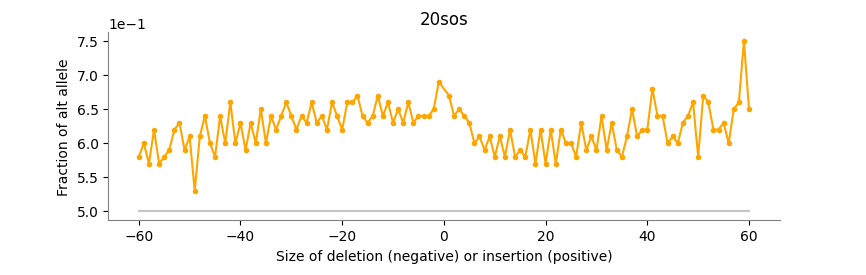 20sos
1e−1
7.5
7.0
6.5
6.0
5.5
5.0
Fraction of alt allele
−60 −40 −20 0 20 40 60
Size of deletion (negative) or insertion (positive)